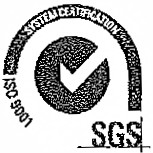 SYSTEM CERTIFICATION
ISO 9001
SGS